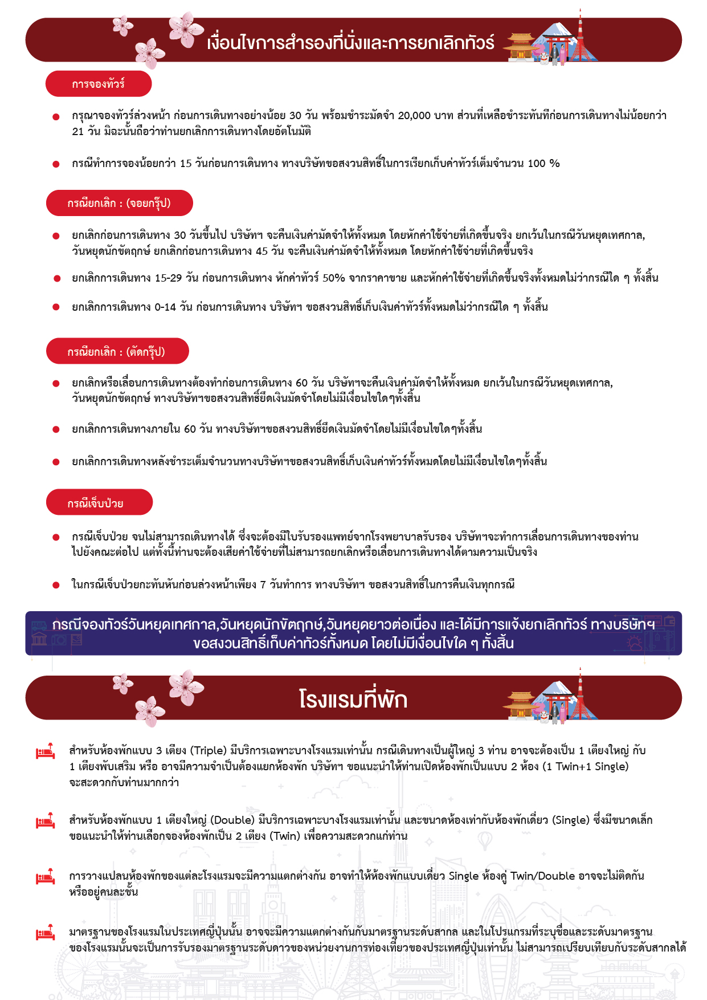 เงื่อนไขการสำรองที่นั่งและการยกเลิกทัวร์
การจองทัวร์
กรุณาจองทัวร์ล่วงหน้า ก่อนการเดินทางอย่างน้อย 30 วัน พร้อมชำระมัดจำ 20,000 บาท ส่วนที่เหลือชำระทันทีก่อนการเดินทางไม่น้อยกว่า
21 วัน มิฉะนั้นถือว่าท่านยกเลิกการเดินทางโดยอัตโนมัติ
กรณีทำการจองน้อยกว่า 15 วันก่อนการเดินทาง ทางบริษัทขอสงวนสิทธิ์ในการเรียกเก็บค่าทัวร์เต็มจำนวน 100 %
กรณียกเลิก : (จอยกรุ๊ป)
ยกเลิกก่อนการเดินทาง 30 วันขึ้นไป บริษัทฯ จะคืนเงินค่ามัดจำให้ทั้งหมด โดยหักค่าใช้จ่ายที่เกิดขึ้นจริง ยกเว้นในกรณีวันหยุดเทศกาล,
วันหยุดนักขัตฤกษ์ ยกเลิกก่อนการเดินทาง 45 วัน จะคืนเงินค่ามัดจำให้ทั้งหมด โดยหักค่าใช้จ่ายที่เกิดขึ้นจริง
ยกเลิกการเดินทาง 15-29 วัน ก่อนการเดินทาง หักค่าทัวร์ 50% จากราคาขาย และหักค่าใช้จ่ายที่เกิดขึ้นจริงทั้งหมดไม่ว่ากรณีใด ๆ ทั้งสิ้น
ยกเลิกการเดินทาง 0-14 วัน ก่อนการเดินทาง บริษัทฯ ขอสงวนสิทธิ์เก็บเงินค่าทัวร์ทั้งหมดไม่ว่ากรณีใด ๆ ทั้งสิ้น
กรณียกเลิก : (ตัดกรุ๊ป)
ยกเลิกหรือเลื่อนการเดินทางต้องทำก่อนการเดินทาง 60 วัน บริษัทฯจะคืนเงินค่ามัดจำให้ทั้งหมด ยกเว้นในกรณีวันหยุดเทศกาล,
วันหยุดนักขัตฤกษ์ ทางบริษัทฯขอสงวนสิทธิ์ยึดเงินมัดจำโดยไม่มีเงื่อนไขใดๆทั้งสิ้น
ยกเลิกการเดินทางภายใน 60 วัน ทางบริษัทฯขอสงวนสิทธิ์ยึดเงินมัดจำโดยไม่มีเงื่อนไขใดๆทั้งสิ้น
ยกเลิกการเดินทางหลังชำระเต็มจำนวนทางบริษัทฯขอสงวนสิทธิ์เก็บเงินค่าทัวร์ทั้งหมดโดยไม่มีเงื่อนไขใดๆทั้งสิ้น
กรณีเจ็บป่วย
กรณีเจ็บป่วย จนไม่สามารถเดินทางได้ ซึ่งจะต้องมีใบรับรองแพทย์จากโรงพยาบาลรับรอง บริษัทฯจะทำการเลื่อนการเดินทางของท่าน
ไปยังคณะต่อไป แต่ทั้งนี้ท่านจะต้องเสียค่าใช้จ่ายที่ไม่สามารถยกเลิกหรือเลื่อนการเดินทางได้ตามความเป็นจริง
ในกรณีเจ็บป่วยกะทันหันก่อนล่วงหน้าเพียง 7 วันทำการ ทางบริษัทฯ ขอสงวนสิทธิ์ในการคืนเงินทุกกรณี
กรณีจองทัวร์วันหยุดเทศกาล,วันหยุดนักขัตฤกษ์,วันหยุดยาวต่อเนื่อง และได้มีการแจ้งยกเลิกทัวร์ ทางบริษัทฯ
ขอสงวนสิทธิ์เก็บค่าทัวร์ทั้งหมด โดยไม่มีเงื่อนไขใด ๆ ทั้งสิ้น
โรงแรมที่พัก
สำหรับห้องพักแบบ 3 เตียง (Triple) มีบริการเฉพาะบางโรงแรมเท่านั้น กรณีเดินทางเป็นผู้ใหญ่ 3 ท่าน อาจจะต้องเป็น 1 เตียงใหญ่ กับ
1 เตียงพับเสริม หรือ อาจมีความจำเป็นต้องแยกห้องพัก บริษัทฯ ขอแนะนำให้ท่านเปิดห้องพักเป็นแบบ 2 ห้อง (1 Twin+1 Single)
จะสะดวกกับท่านมากกว่า
สำหรับห้องพักแบบ 1 เตียงใหญ่ (Double) มีบริการเฉพาะบางโรงแรมเท่านั้น และขนาดห้องเท่ากับห้องพักเดี่ยว (Single) ซึ่งมีขนาดเล็ก
ขอแนะนำให้ท่านเลือกจองห้องพักเป็น 2 เตียง (Twin) เพื่อความสะดวกแก่ท่าน
การวางแปลนห้องพักของแต่ละโรงแรมจะมีความแตกต่างกัน อาจทำให้ห้องพักแบบเดี่ยว Single ห้องคู่ Twin/Double อาจจะไม่ติดกัน
หรืออยู่คนละชั้น
มาตรฐานของโรงแรมในประเทศญี่ปุ่นนั้น อาจจะมีความแตกต่างกันกับมาตรฐานระดับสากล และในโปรแกรมที่ระบุชื่อและระดับมาตรฐาน
ของโรงแรมนั้นจะเป็นการรับรองมาตรฐานระดับดาวของหน่วยงานการท่องเที่ยวของประเทศญี่ปุ่นเท่านั้น ไม่สามารถเปรียบเทียบกับระดับสากลได้